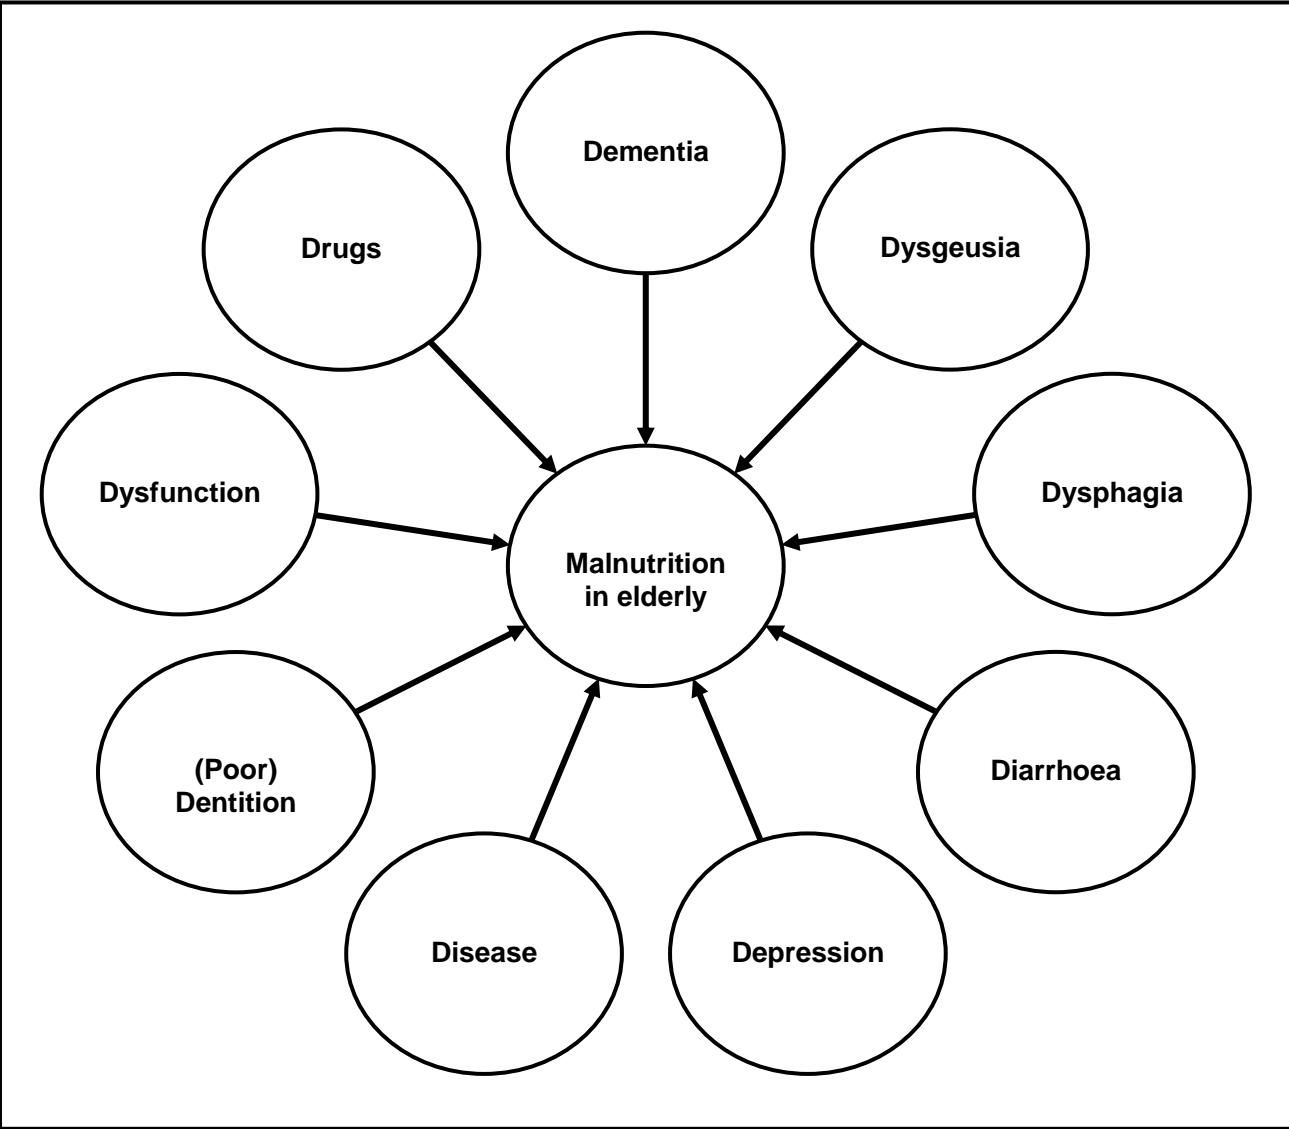 Dementia
Drugs
Dysgeusia
Dysfunction
Dysphagia
Malnutrition
in elderly
(Poor)
Dentition
Diarrhoea
Disease
Depression